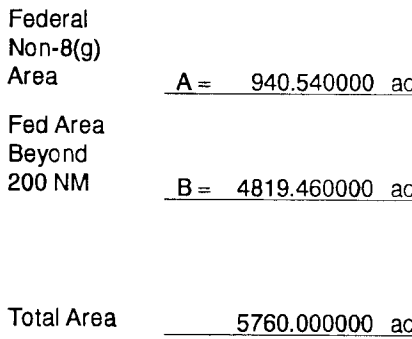 Federal
Non-8(g)
Area A = 940.540000 ac
Fed Area
Beyond
200 NM B = 4819.460000 ac
Total Area 5760.000000 ac